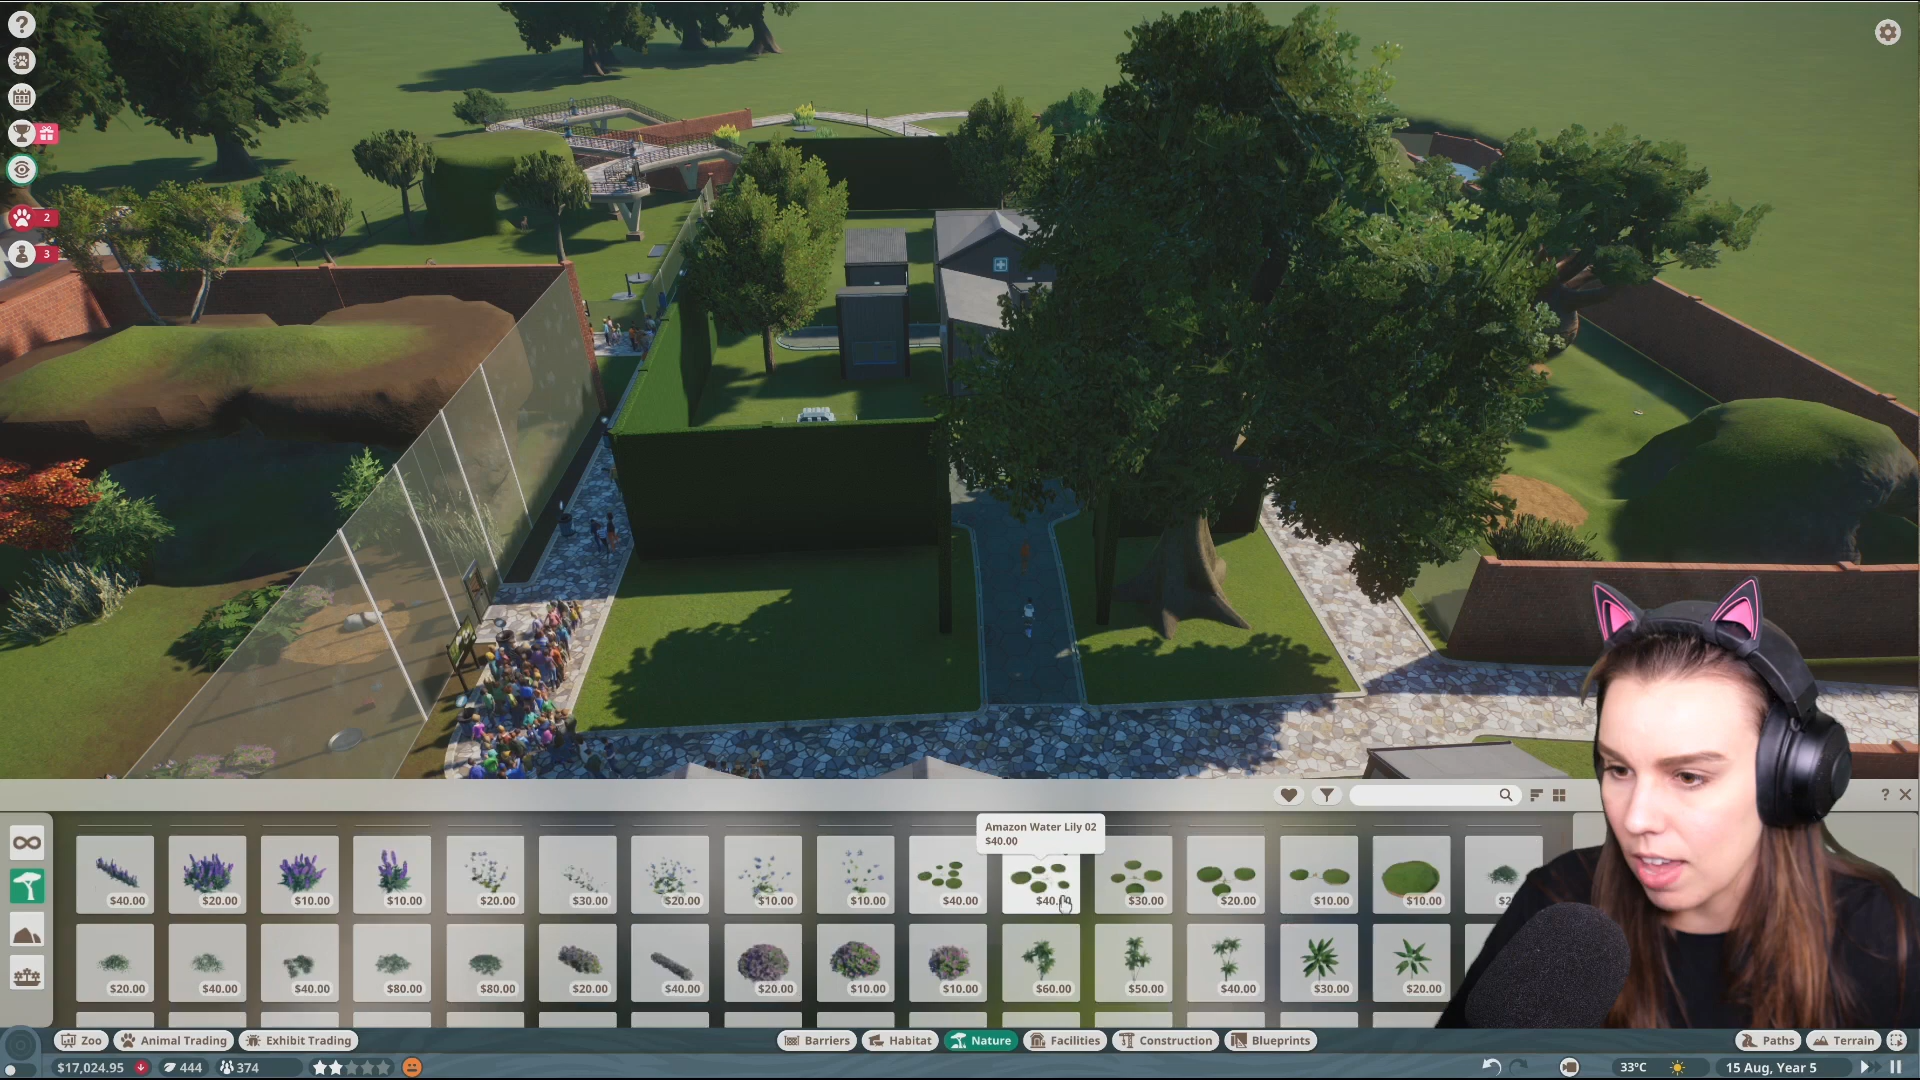 2
3
Amazon Water Lily 02
$40.00
$40.00 $20.00 $10.00 $10.00 $20.00 $30.00 $20.00 $10.00 $10.00 $40.00 $30.00 $20.00 $10.00 $10.00
$20.00 $40.00 $40.00 $80.00 $80.00 $20.00 $40.00 $20.00 $10.00 $10.00 $60.00 $50.00 $40.00 $30.00 $20.00
Zoo Animal Trading Exhibit Trading Barriers Habitat Nature Facilities Construction Blueprints Paths Terrain
$17,024.95 444 374 33°C 15 Aug, Year 5